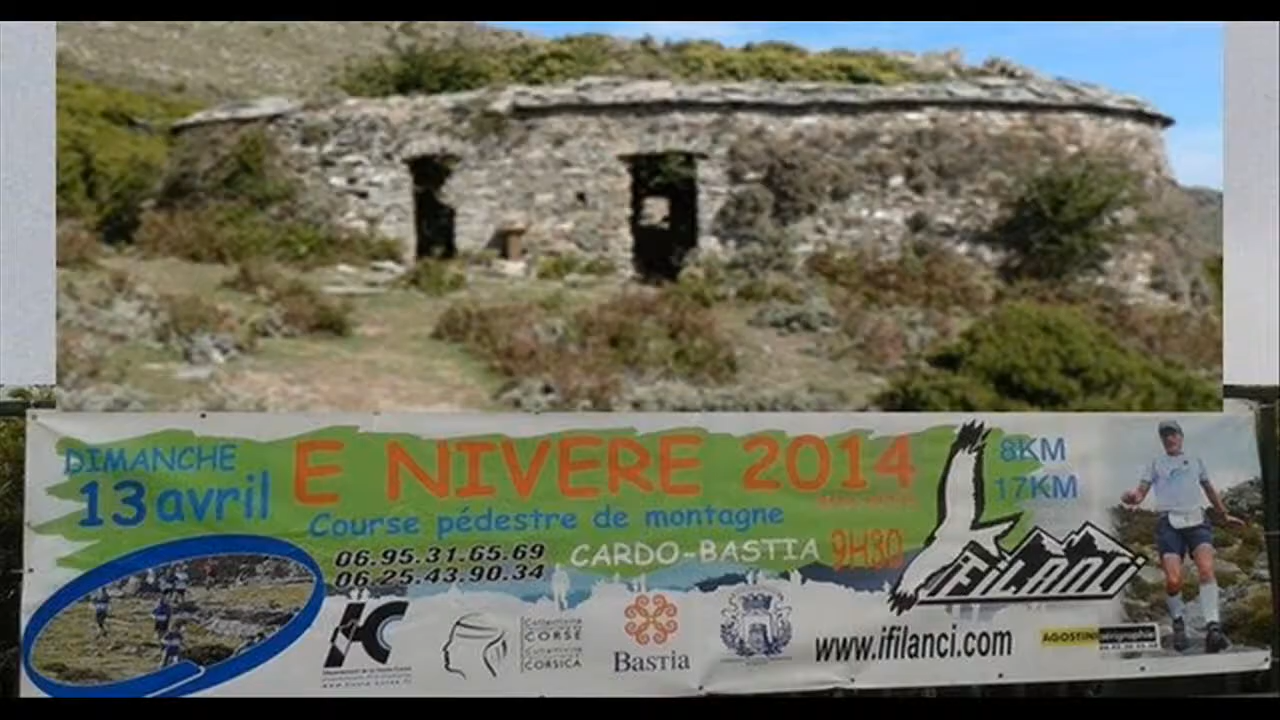 DIMANCHE
13 avril
E NIVERE 2014
Course pédestre de montagne
06.95.31.65.69
06.25.43.90.34
CARDO-BASTIA
9H30
8KM
17KM
iFiLANCi
CORSE
CORSICA
Bastia
www.ifilanci.com
AGOSTINI